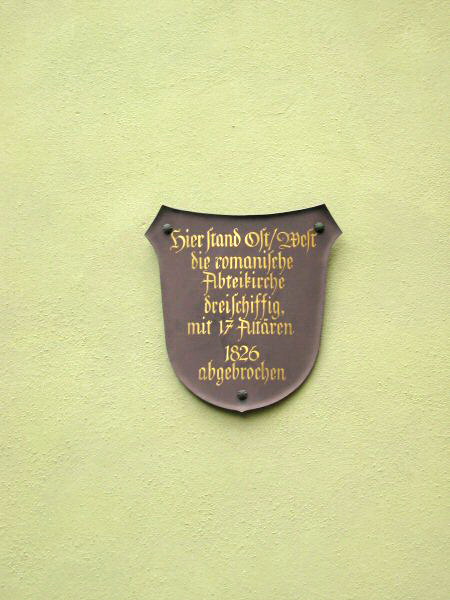 Hier stand Ost/West
die romanische
Abteikirche
dreischiffig,
mit 17 Altären
1826
abgebrochen